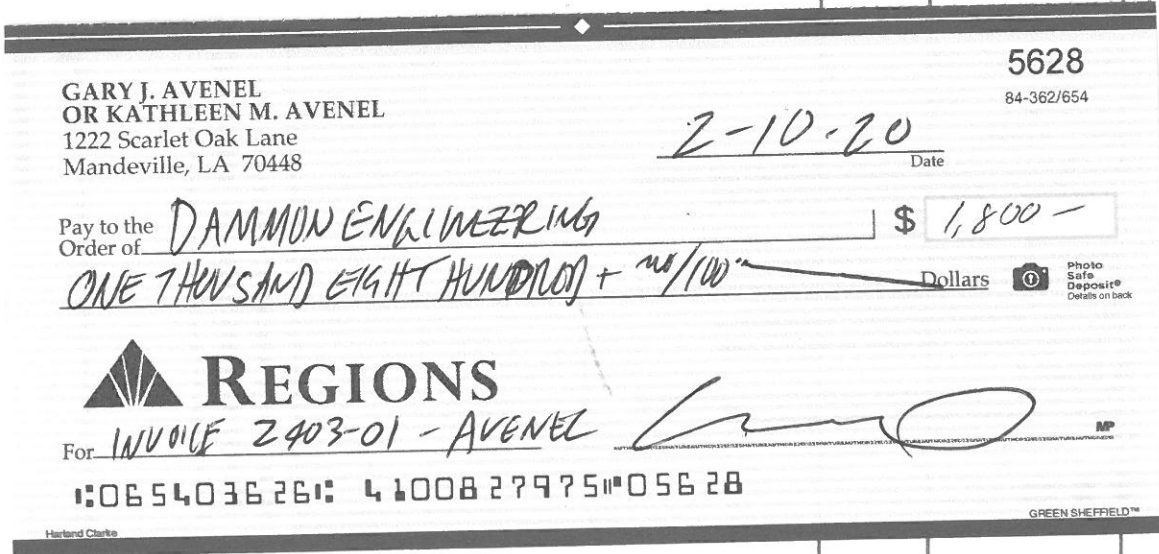 5628
84-362/654
GARY J. AVENEL
OR KATHLEEN M. AVENEL
1222 Scarlet Oak Lane
Mandeville, LA 70448
2-10-20
Date
Pay to the
Order of DAMMON ENGINEERING $ 1,800 —
ONE THOUSAND EIGHT HUNDRED + no/100 Dollars
Photo
Safe
Deposit®
Details on back
REGIONS
For INVOICE 2403-01 - AVENEL
MP
⑆065403626⑆ 4100827975⑈05628
Harland Clarke
GREEN SHEFFIELD™